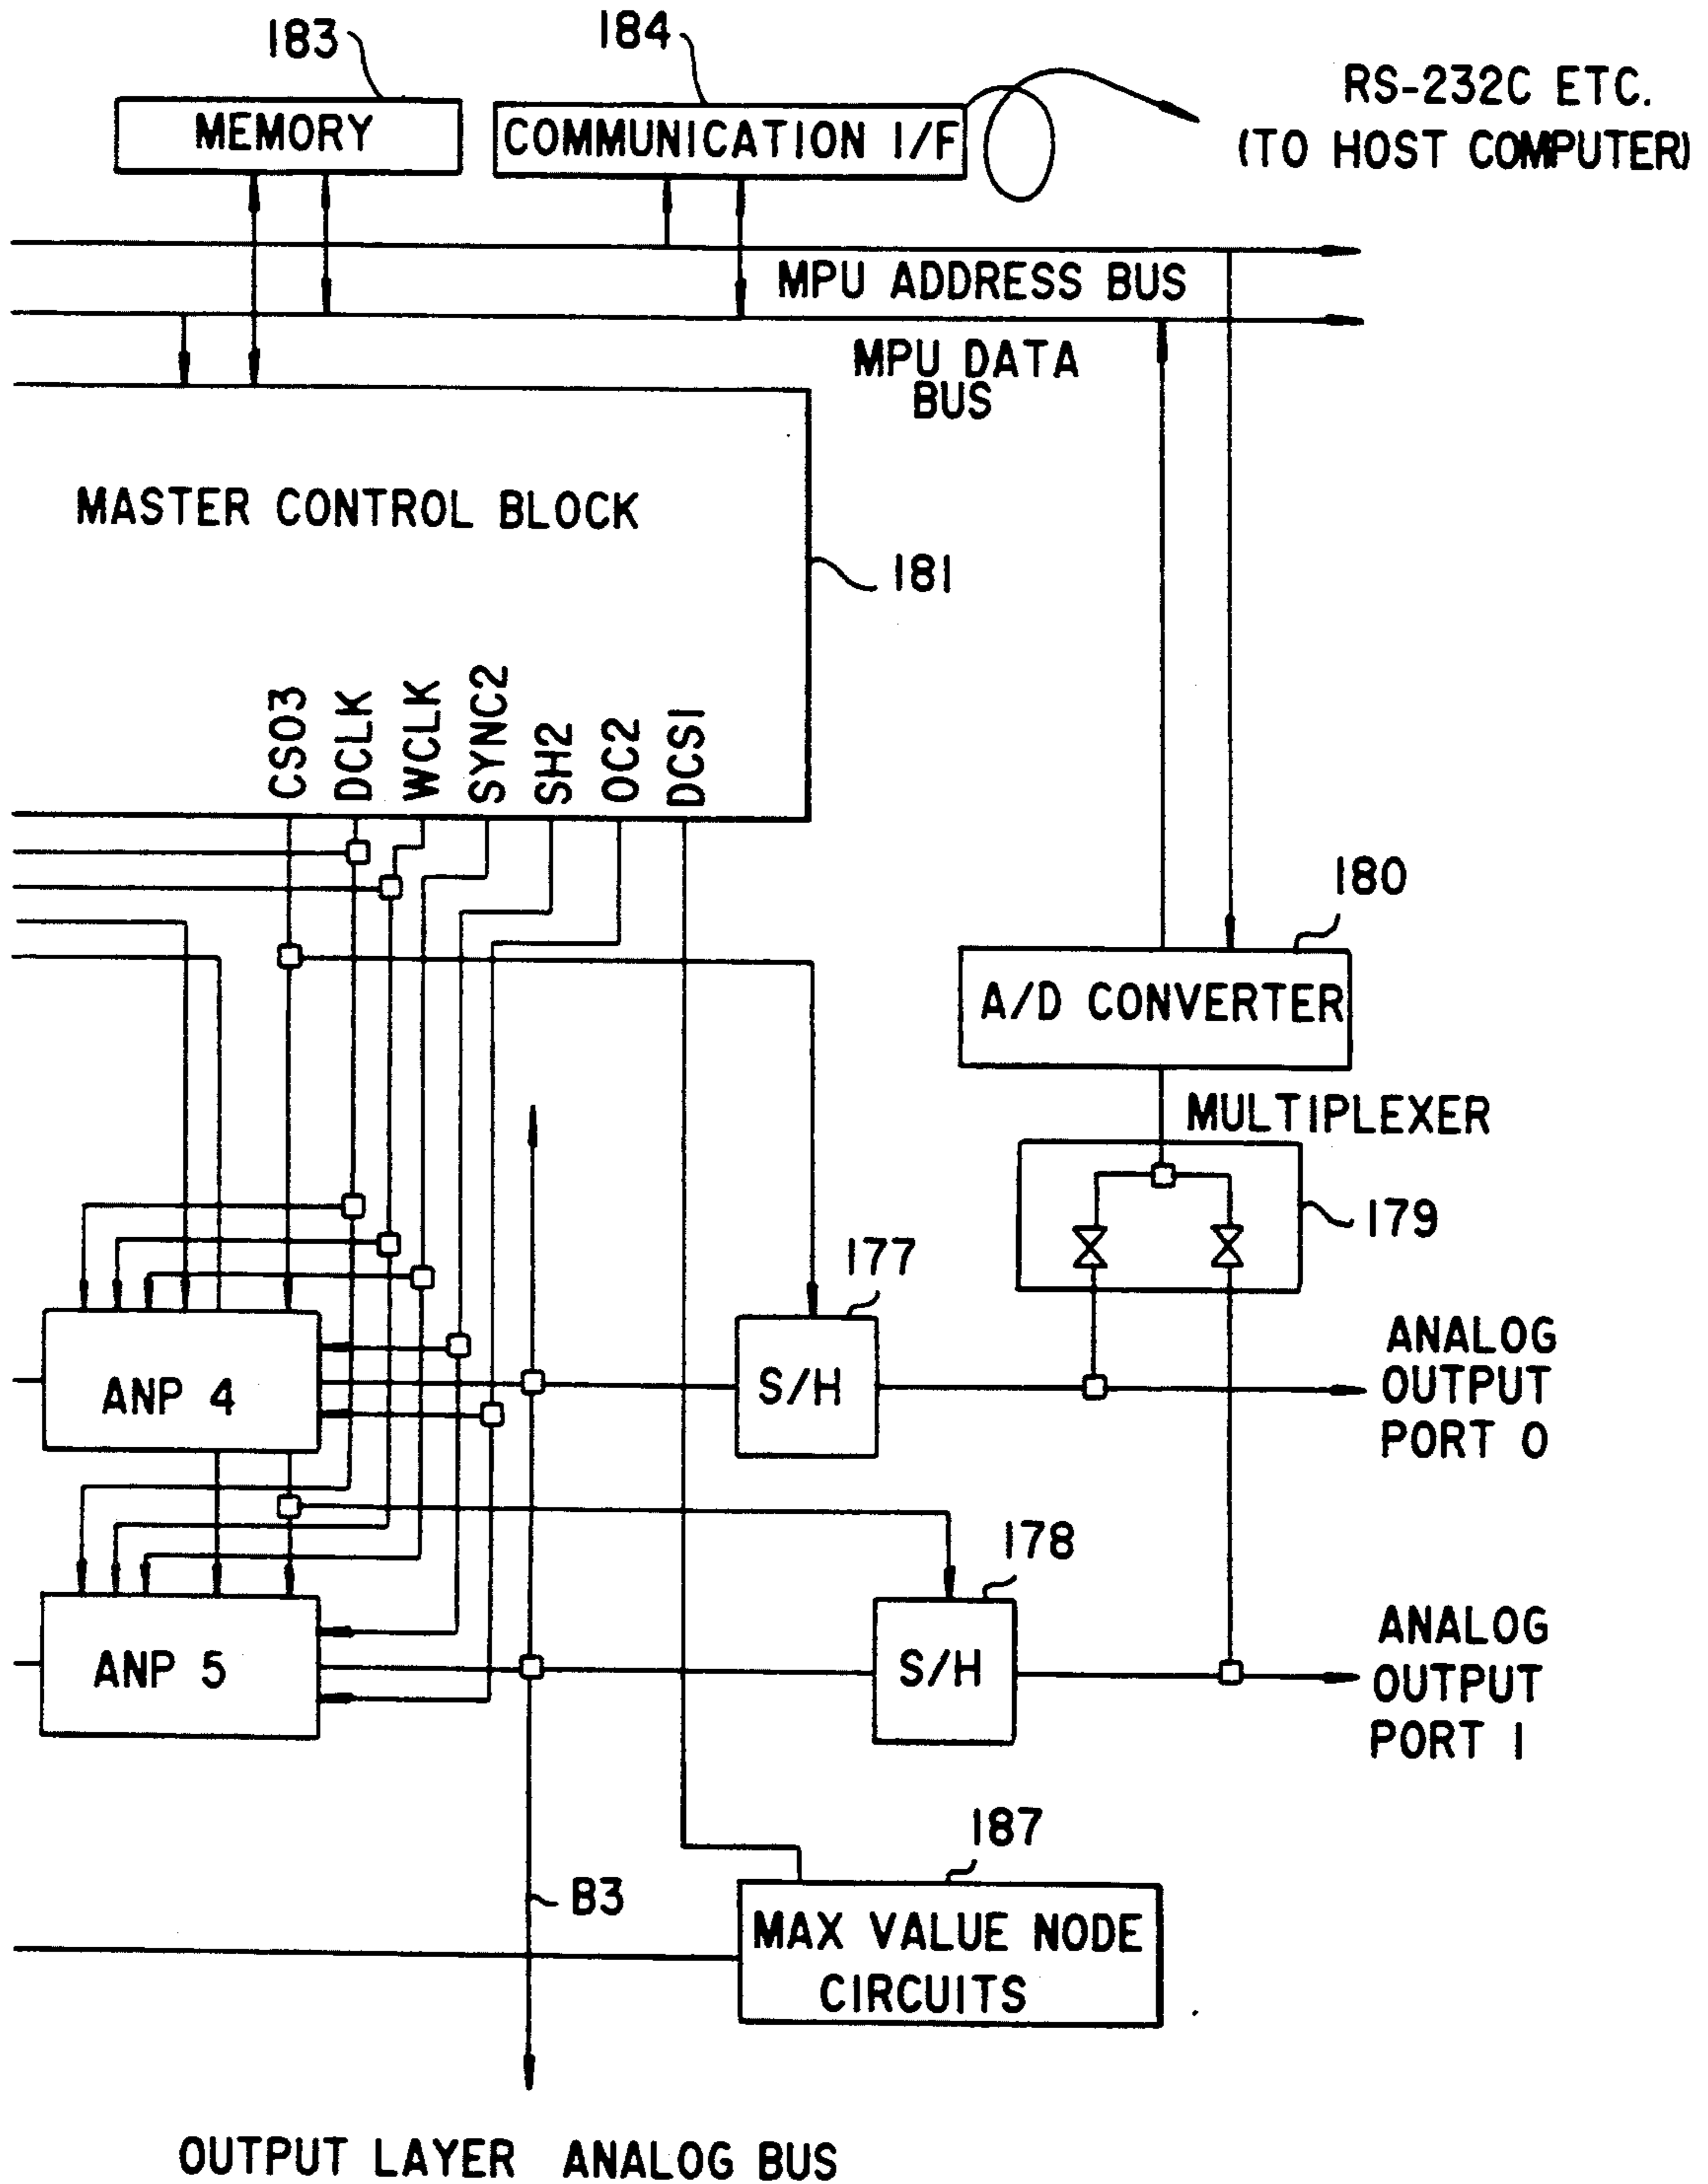 183
184
RS-232C ETC.
(TO HOST COMPUTER)
MEMORY
COMMUNICATION I/F
MPU ADDRESS BUS
MPU DATA
BUS
MASTER CONTROL BLOCK
181
CSO3
DCLK
WCLK
SYNC2
SH2
OC2
DCS1
180
A/D CONVERTER
MULTIPLEXER
179
177
ANP 4
S/H
ANALOG
OUTPUT
PORT 0
178
ANP 5
S/H
ANALOG
OUTPUT
PORT 1
187
B3
MAX VALUE NODE
CIRCUITS
OUTPUT LAYER ANALOG BUS